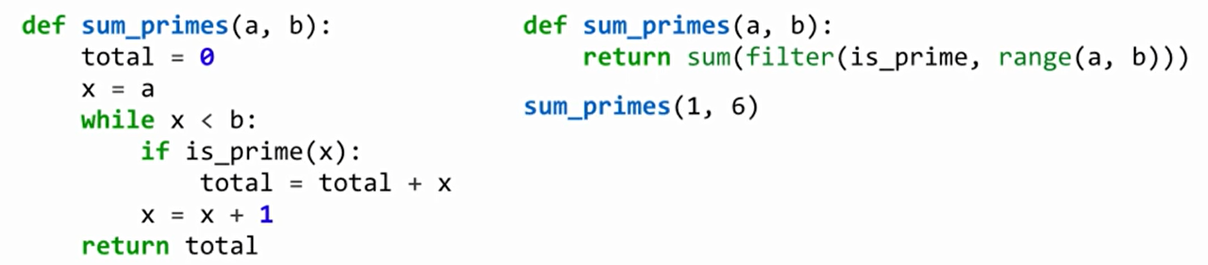 def sum_primes(a, b):
    total = 0
    x = a
    while x < b:
        if is_prime(x):
            total = total + x
        x = x + 1
    return total
def sum_primes(a, b):
    return sum(filter(is_prime, range(a, b)))
sum_primes(1, 6)